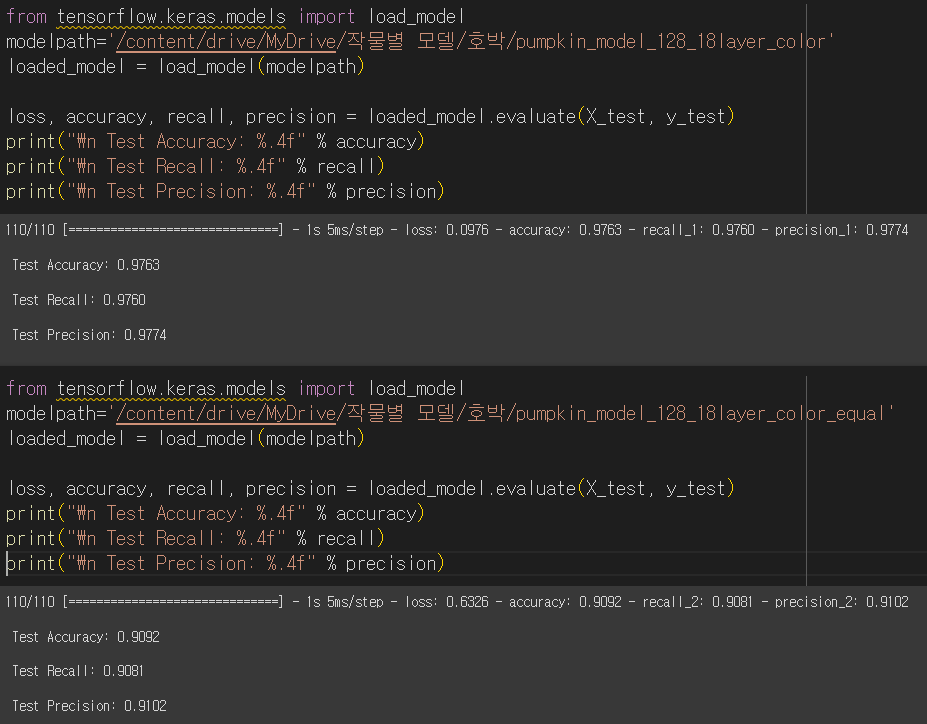 from tensorflow.keras.models import load_model
modelpath='/content/drive/MyDrive/작물별 모델/호박/pumpkin_model_128_18layer_color'
loaded_model = load_model(modelpath)
loss, accuracy, recall, precision = loaded_model.evaluate(X_test, y_test)
print("₩n Test Accuracy: %.4f" % accuracy)
print("₩n Test Recall: %.4f" % recall)
print("₩n Test Precision: %.4f" % precision)
110/110 [==============================] - 1s 5ms/step - loss: 0.0976 - accuracy: 0.9763 - recall_1: 0.9760 - precision_1: 0.9774
Test Accuracy: 0.9763
Test Recall: 0.9760
Test Precision: 0.9774
from tensorflow.keras.models import load_model
modelpath='/content/drive/MyDrive/작물별 모델/호박/pumpkin_model_128_18layer_color_equal'
loaded_model = load_model(modelpath)
loss, accuracy, recall, precision = loaded_model.evaluate(X_test, y_test)
print("₩n Test Accuracy: %.4f" % accuracy)
print("₩n Test Recall: %.4f" % recall)
print("₩n Test Precision: %.4f" % precision)
110/110 [==============================] - 1s 5ms/step - loss: 0.6326 - accuracy: 0.9092 - recall_2: 0.9081 - precision_2: 0.9102
Test Accuracy: 0.9092
Test Recall: 0.9081
Test Precision: 0.9102